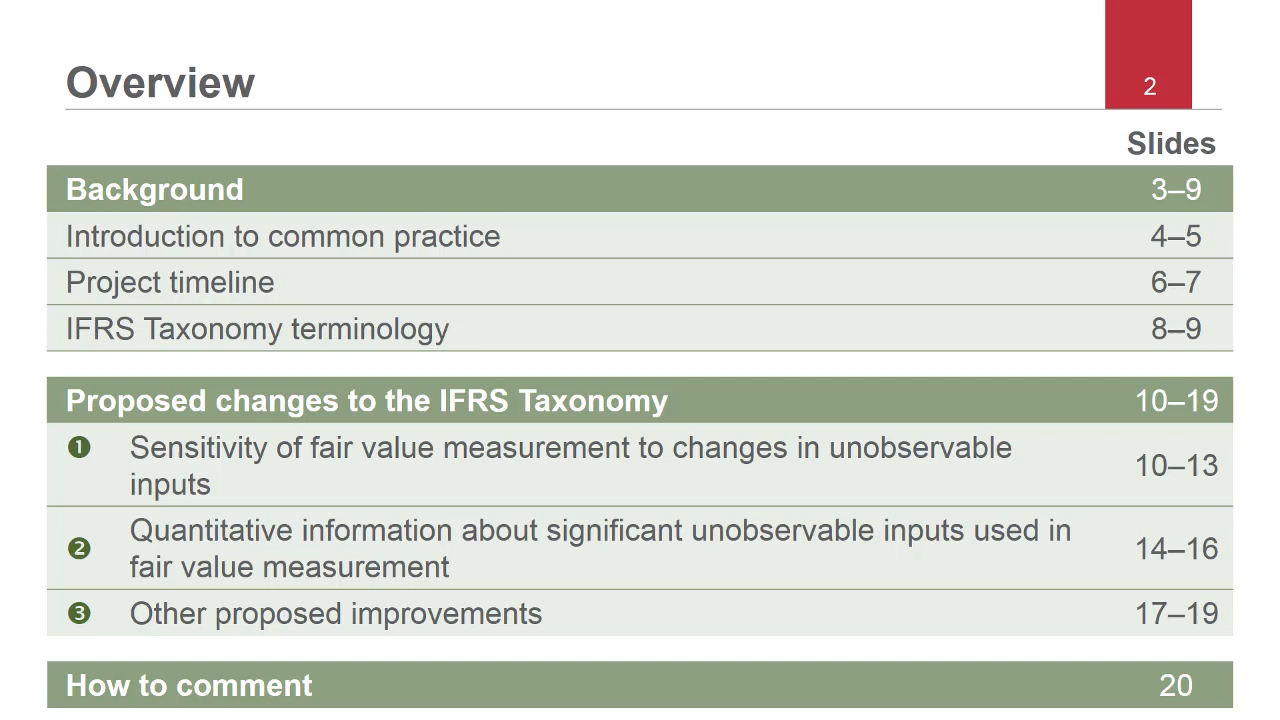 Overview
2
Slides
Background 3–9
Introduction to common practice 4–5
Project timeline 6–7
IFRS Taxonomy terminology 8–9
Proposed changes to the IFRS Taxonomy 10–19
❶ Sensitivity of fair value measurement to changes in unobservable
inputs 10–13
❷ Quantitative information about significant unobservable inputs used in
fair value measurement 14–16
❸ Other proposed improvements 17–19
How to comment 20